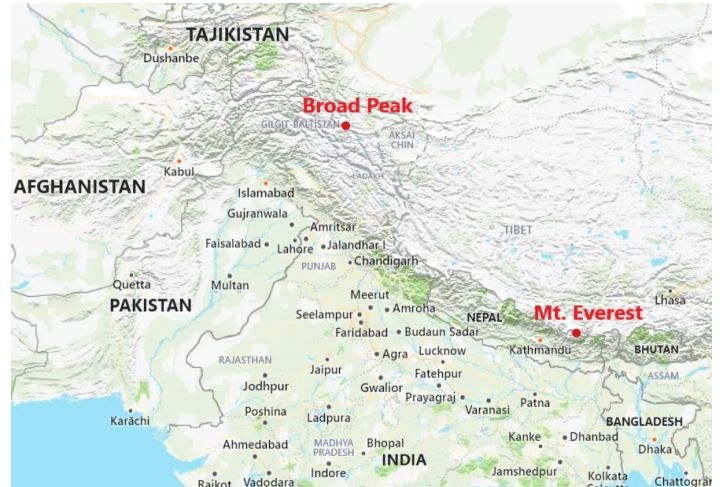 TAJIKISTAN
Dushanbe
Broad Peak
GILGIT-BALTISTAN
AKSAI
CHIN
Kabul
LADAKH
AFGHANISTAN
Islamabad
Gujranwala
Amritsar
TIBET
Faisalabad
Lahore
Jalandhar I
Chandigarh
PUNJAB
Quetta
Multan
Lhasa
PAKISTAN
Meerut
Amroha
NEPAL
Mt. Everest
Seelampur
Faridabad
Budaun Sadar
Kathmandu
BHUTAN
RAJASTHAN
Agra
Lucknow
Jaipur
Fatehpur
ASSAM
Jodhpur
Gwalior
Prayagraj
Patna
Varanasi
Karāchi
Poshina
Ladpura
BANGLADESH
Ahmedabad
MADHYA
PRADESH
Bhopal
Kanke
Dhanbad
Dhaka
INDIA
Indore
Jamshedpur
Kolkata
Rajkot
Vadodara
Chattogram